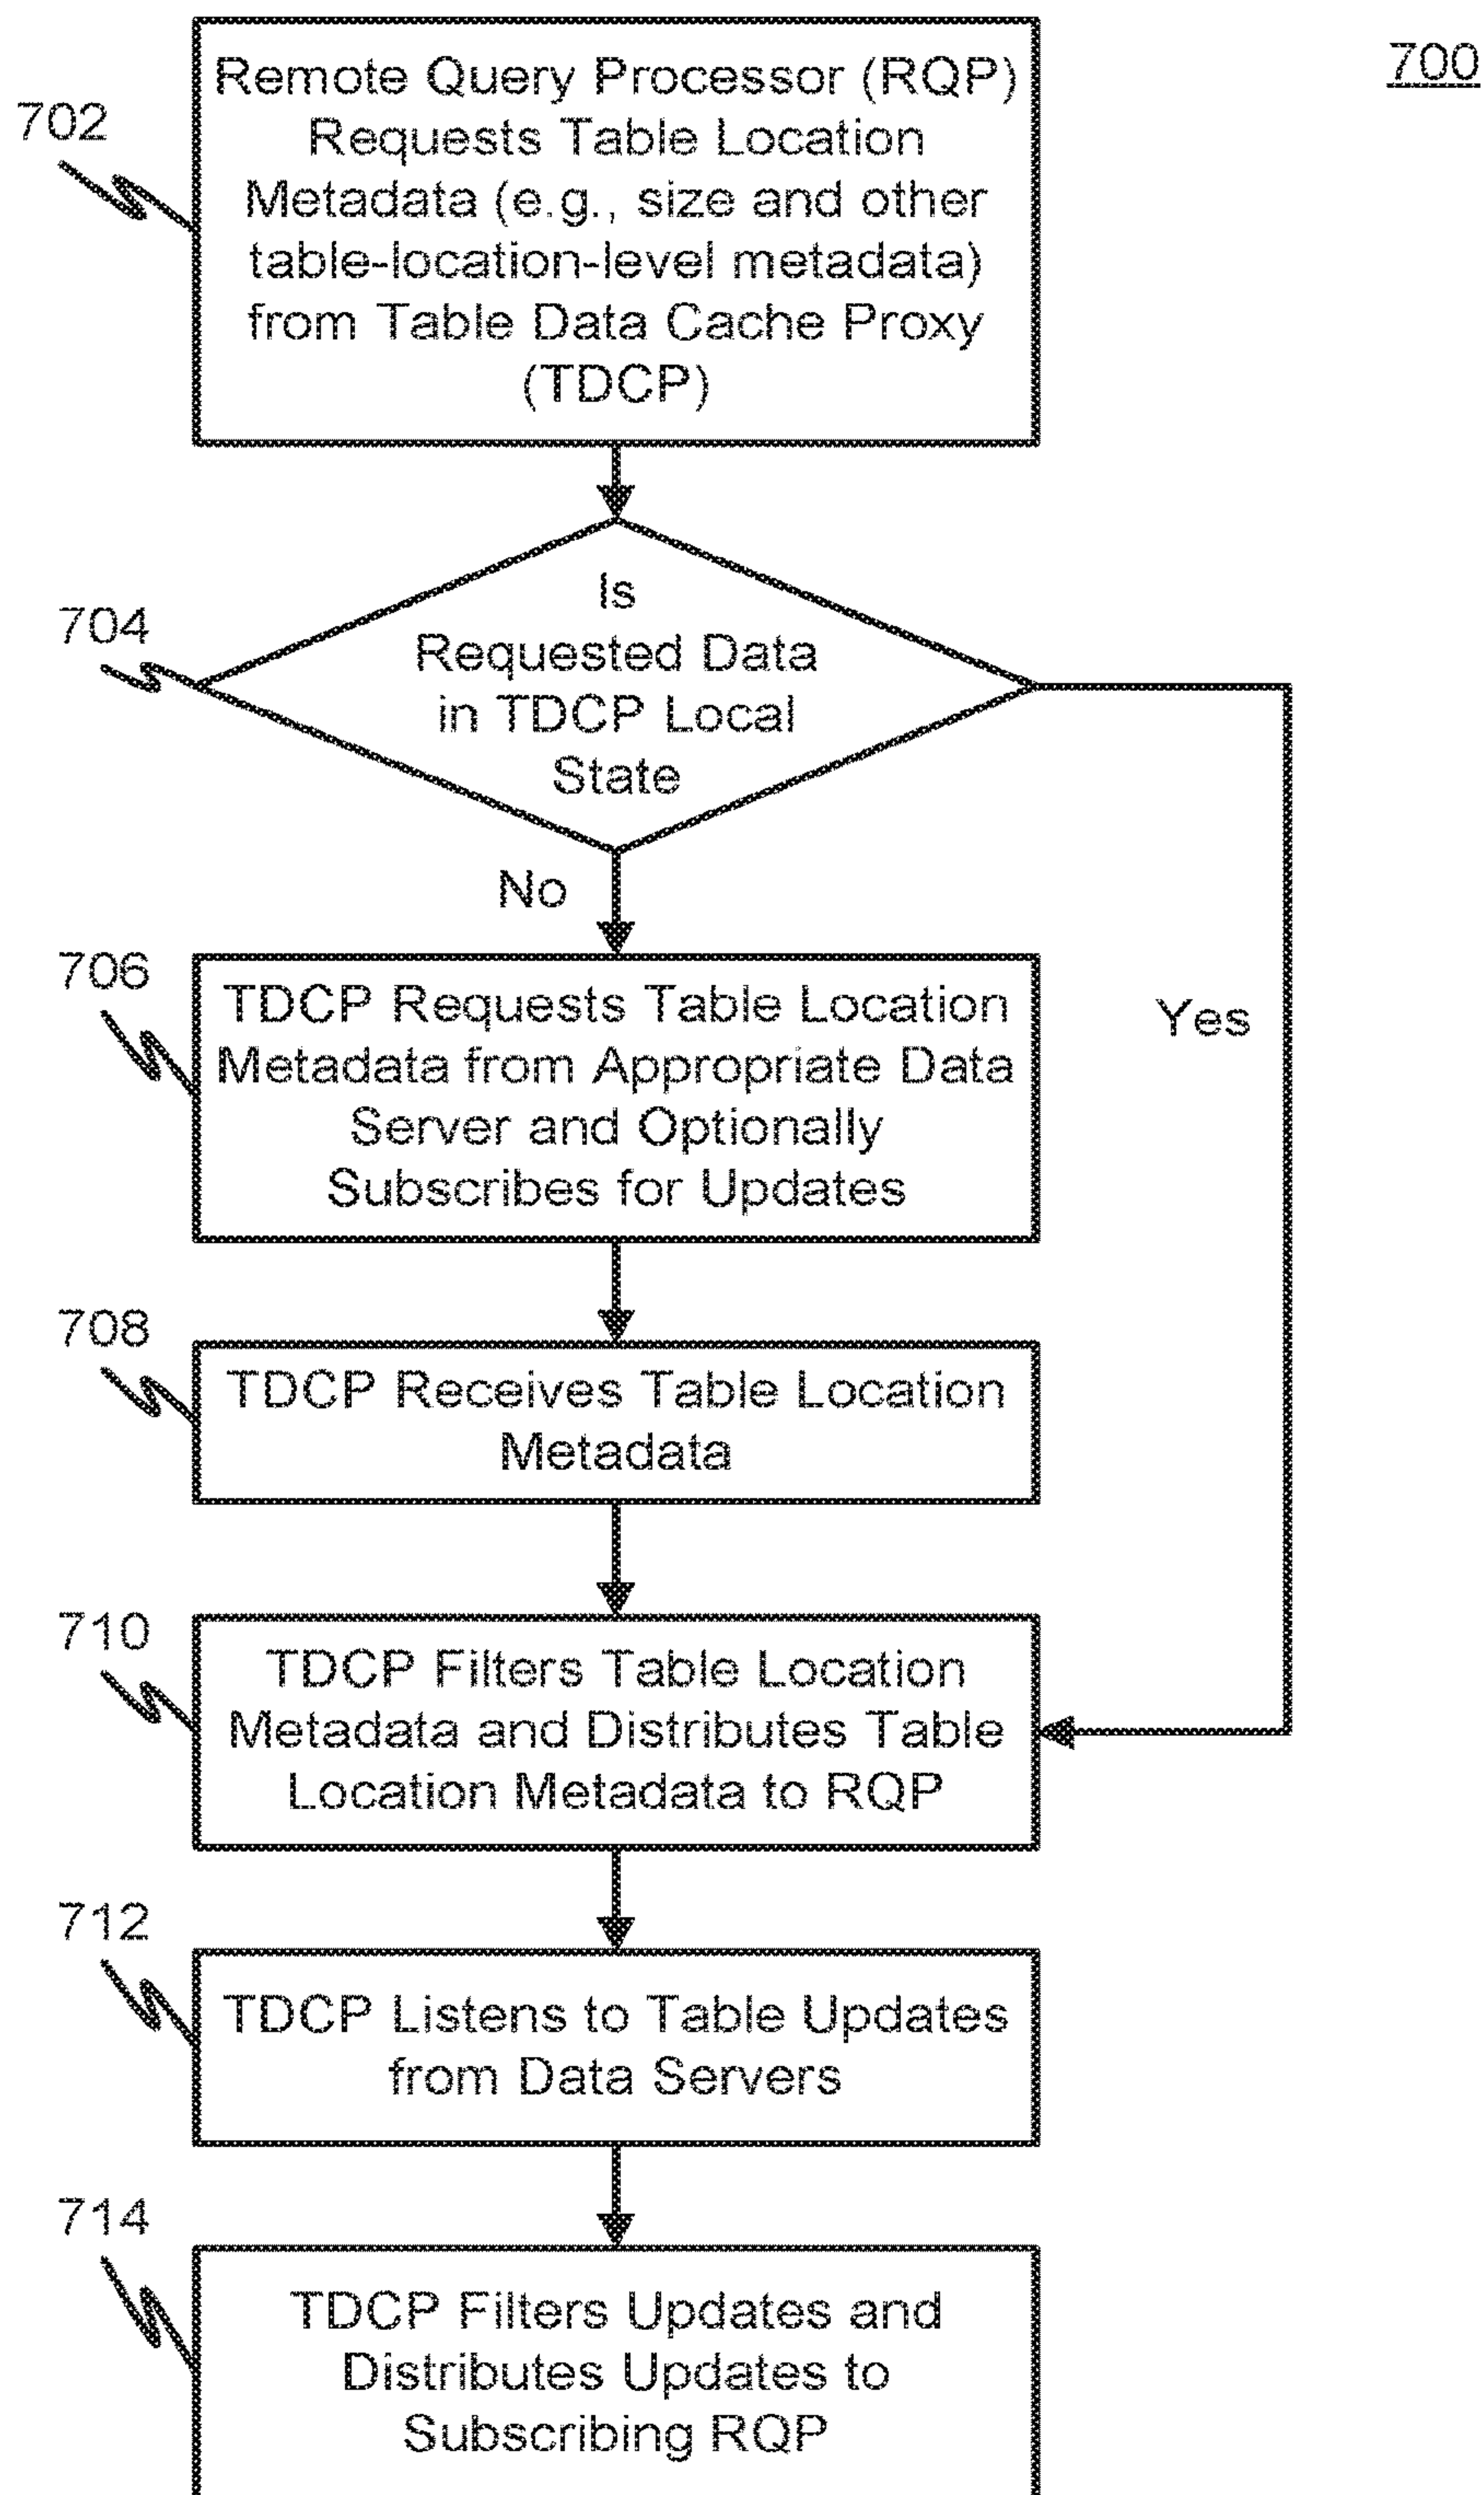 700
702
Remote Query Processor (RQP)
Requests Table Location
Metadata (e.g., size and other
table-location-level metadata)
from Table Data Cache Proxy
(TDCP)
704
Is
Requested Data
in TDCP Local
State
No
Yes
706
TDCP Requests Table Location
Metadata from Appropriate Data
Server and Optionally
Subscribes for Updates
708
TDCP Receives Table Location
Metadata
710
TDCP Filters Table Location
Metadata and Distributes Table
Location Metadata to RQP
712
TDCP Listens to Table Updates
from Data Servers
714
TDCP Filters Updates and
Distributes Updates to
Subscribing RQP